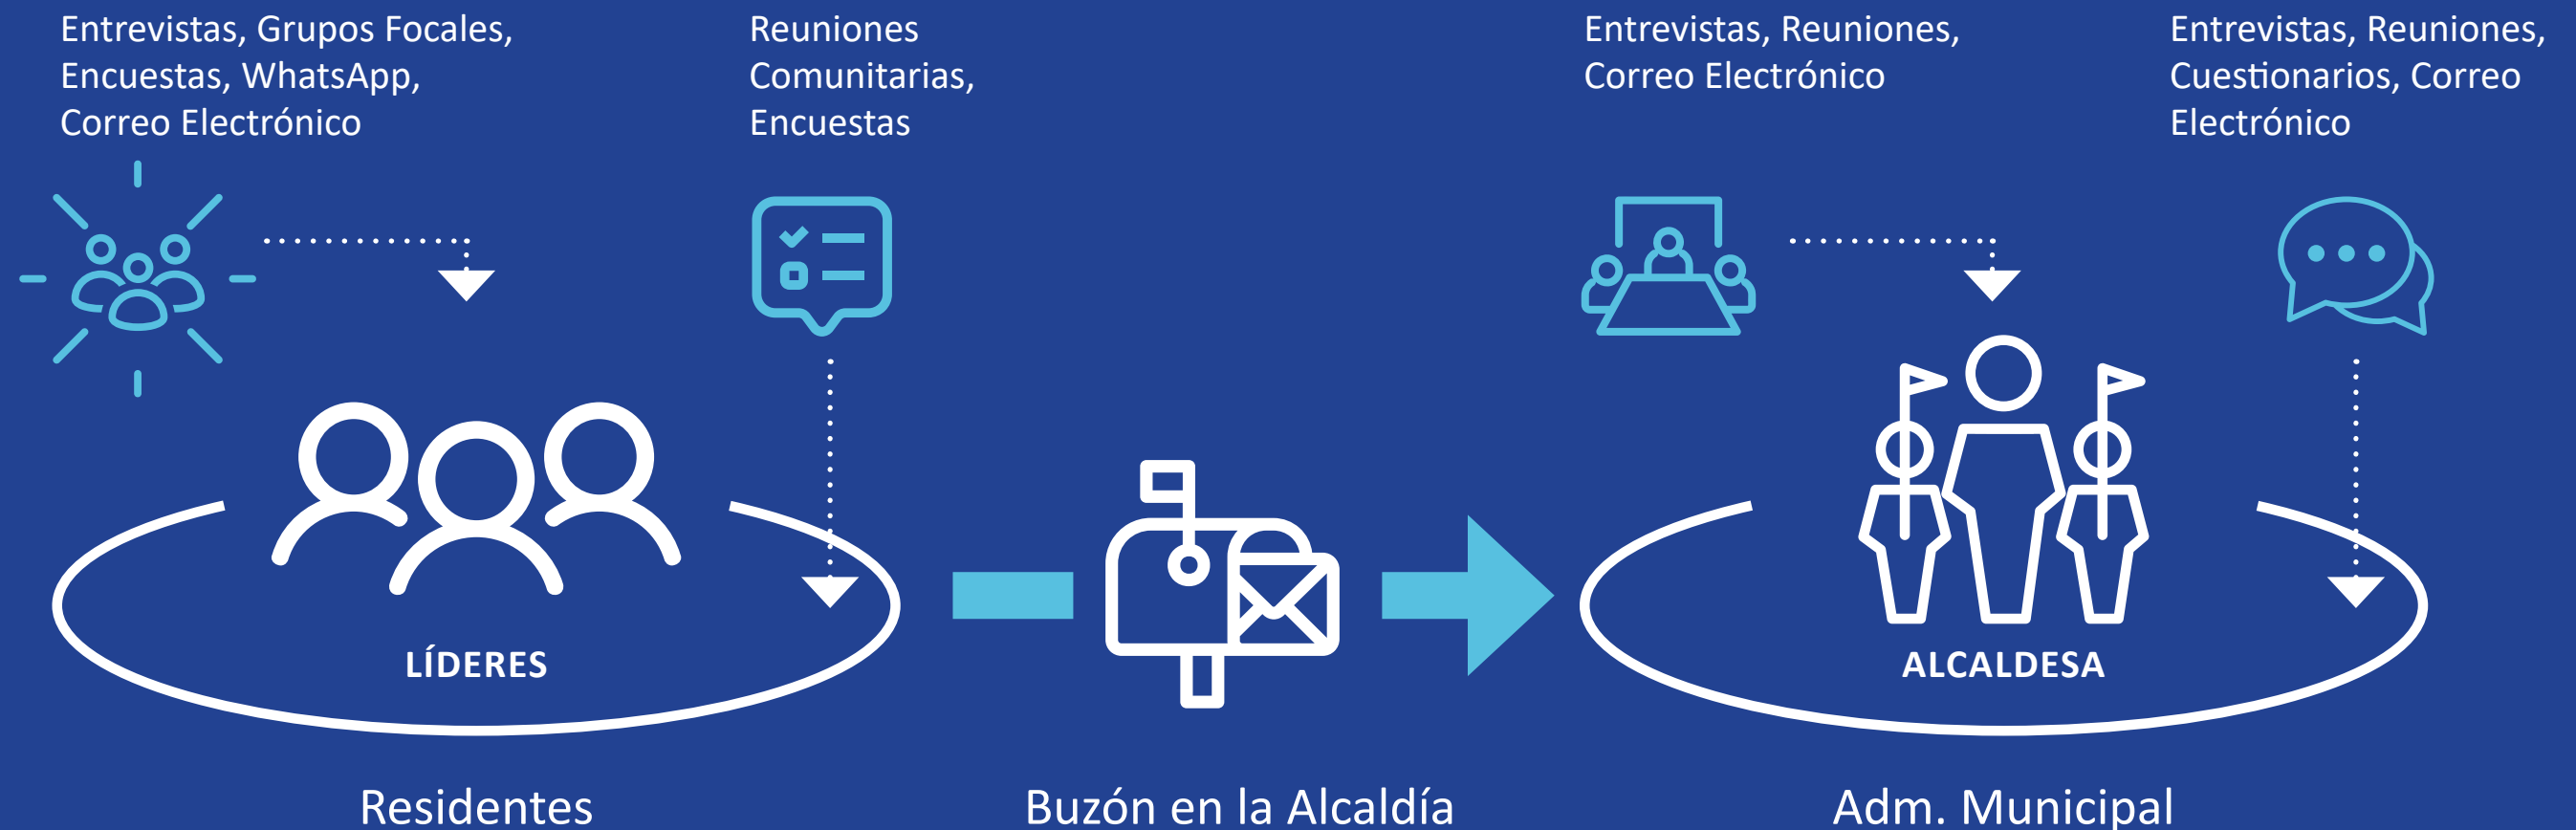 Entrevistas, Grupos Focales,
Encuestas, WhatsApp,
Correo Electrónico
Reuniones
Comunitarias,
Encuestas
Entrevistas, Reuniones,
Correo Electrónico
Entrevistas, Reuniones,
Cuestionarios, Correo
Electrónico
LÍDERES
ALCALDESA
Residentes
Buzón en la Alcaldía
Adm. Municipal